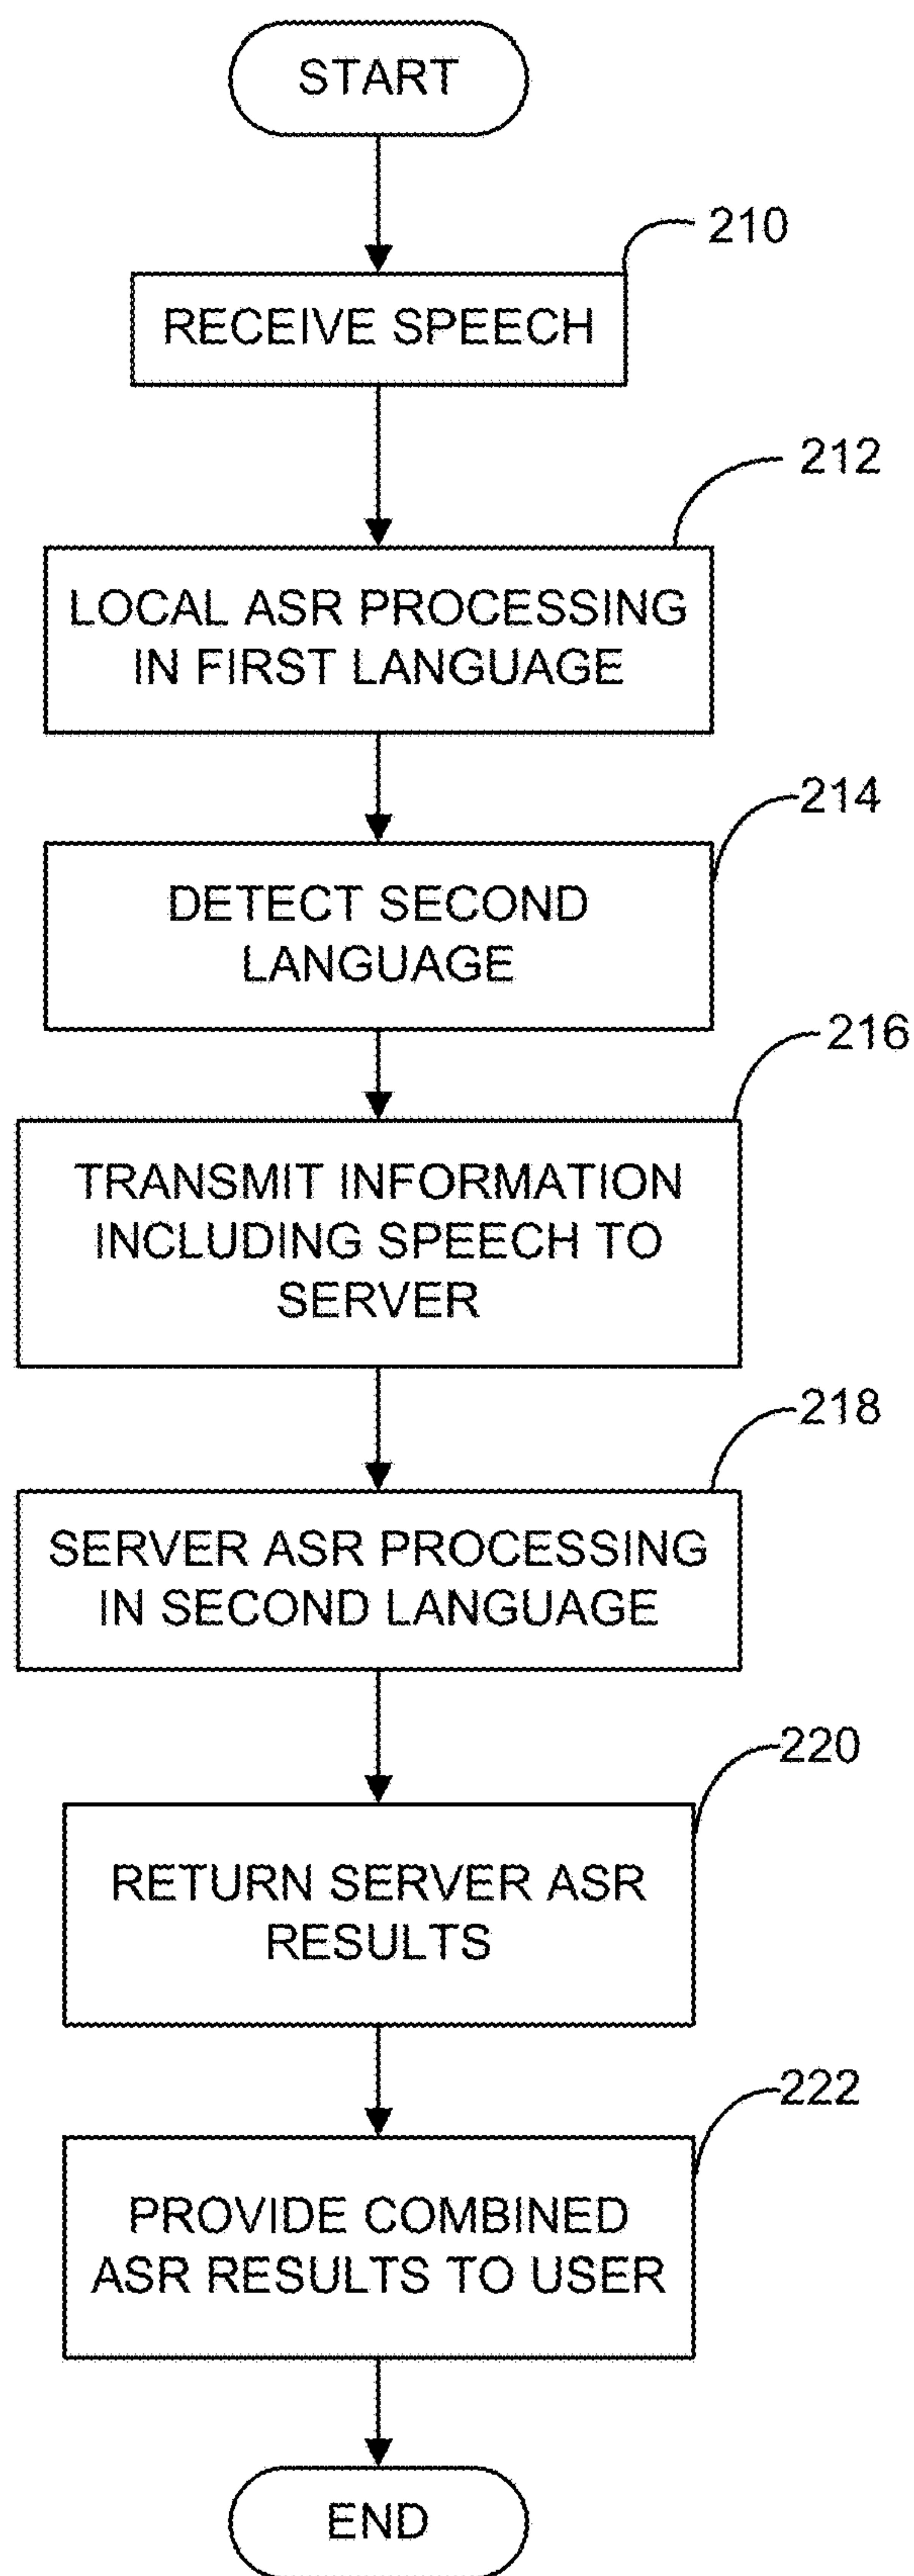 START
210
RECEIVE SPEECH
212
LOCAL ASR PROCESSING
IN FIRST LANGUAGE
214
DETECT SECOND
LANGUAGE
216
TRANSMIT INFORMATION
INCLUDING SPEECH TO
SERVER
218
SERVER ASR PROCESSING
IN SECOND LANGUAGE
220
RETURN SERVER ASR
RESULTS
222
PROVIDE COMBINED
ASR RESULTS TO USER
END